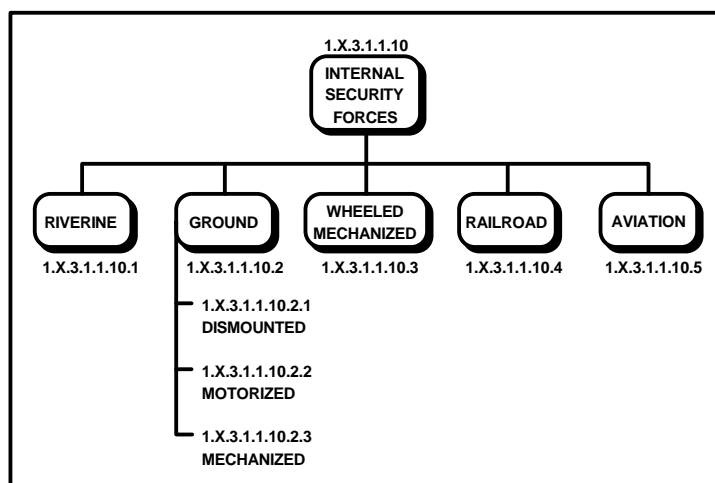 1.X.3.1.1.10
INTERNAL
SECURITY
FORCES
RIVERINE
GROUND
WHEELED
MECHANIZED
RAILROAD
AVIATION
1.X.3.1.1.10.1
1.X.3.1.1.10.2
1.X.3.1.1.10.3
1.X.3.1.1.10.4
1.X.3.1.1.10.5
1.X.3.1.1.10.2.1
DISMOUNTED
1.X.3.1.1.10.2.2
MOTORIZED
1.X.3.1.1.10.2.3
MECHANIZED